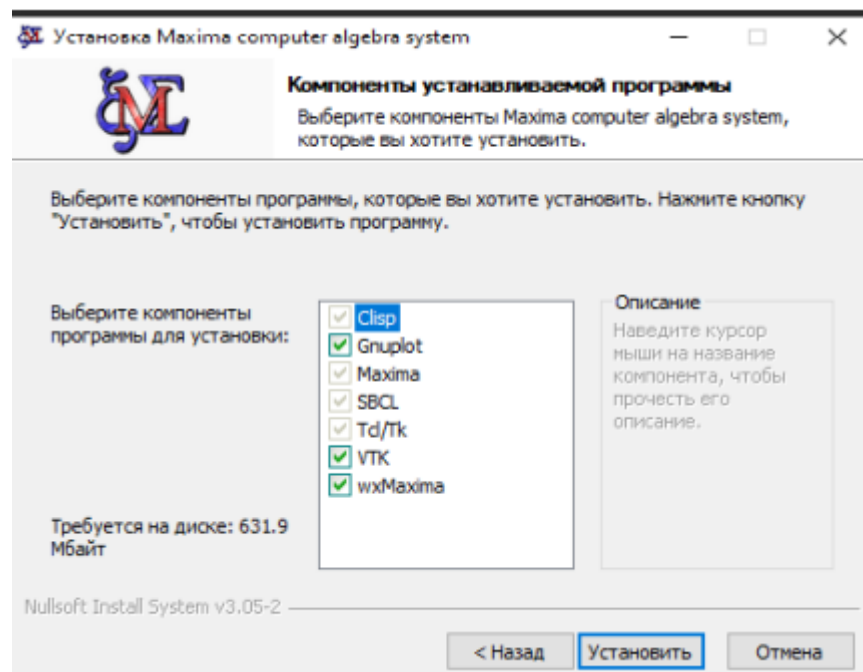 Установка Maxima computer algebra system
Компоненты устанавливаемой программы
Выберите компоненты Maxima computer algebra system,
которые вы хотите установить.
Выберите компоненты программы, которые вы хотите установить. Нажмите кнопку
"Установить", чтобы установить программу.
Выберите компоненты
программы для установки:
Clisp
Gnuplot
Maxima
SBCL
Tcl/Tk
VTK
wxMaxima
Описание
Наведите курсор
мыши на название
компонента, чтобы
прочесть его
описание.
Требуется на диске: 631.9
Мбайт
Nullsoft Install System v3.05-2
< Назад
Установить
Отмена